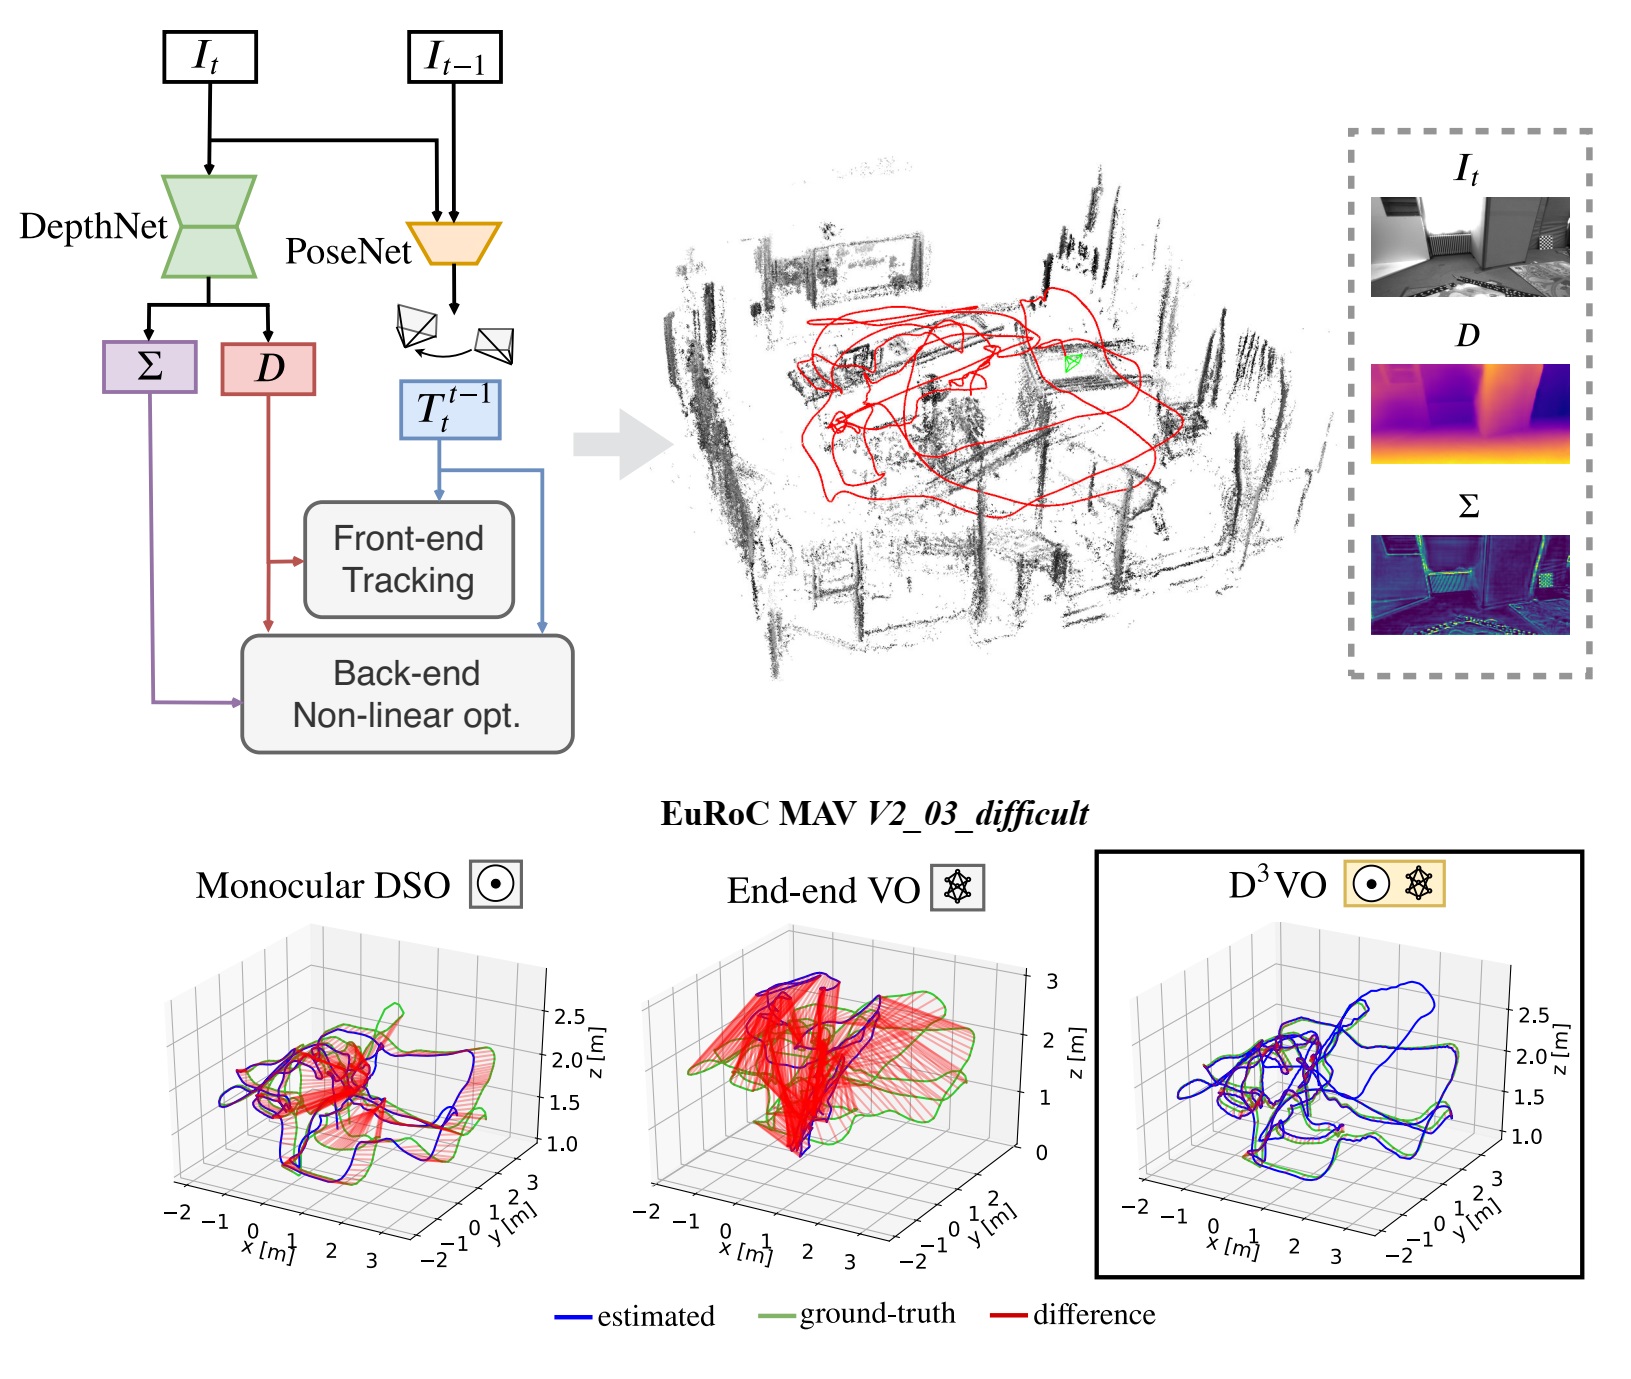 I_t
I_{t-1}
DepthNet
PoseNet
Σ
D
T_t^{t-1}
Front-end
Tracking
Back-end
Non-linear opt.
I_t
D
Σ
EuRoC MAV V2_03_difficult
Monocular DSO
2.5
2.0
1.5
1.0
z [m]
−2
−1
0
1
2
3
x [m]
−2
−1
0
1
2
3
y [m]
End-end VO
3
2
1
0
z [m]
−2
−1
0
1
2
3
x [m]
−2
−1
0
1
2
y [m]
D³VO
2.5
2.0
1.5
1.0
z [m]
−2
−1
0
1
2
3
x [m]
−2
−1
0
1
2
3
y [m]
estimated
ground-truth
difference